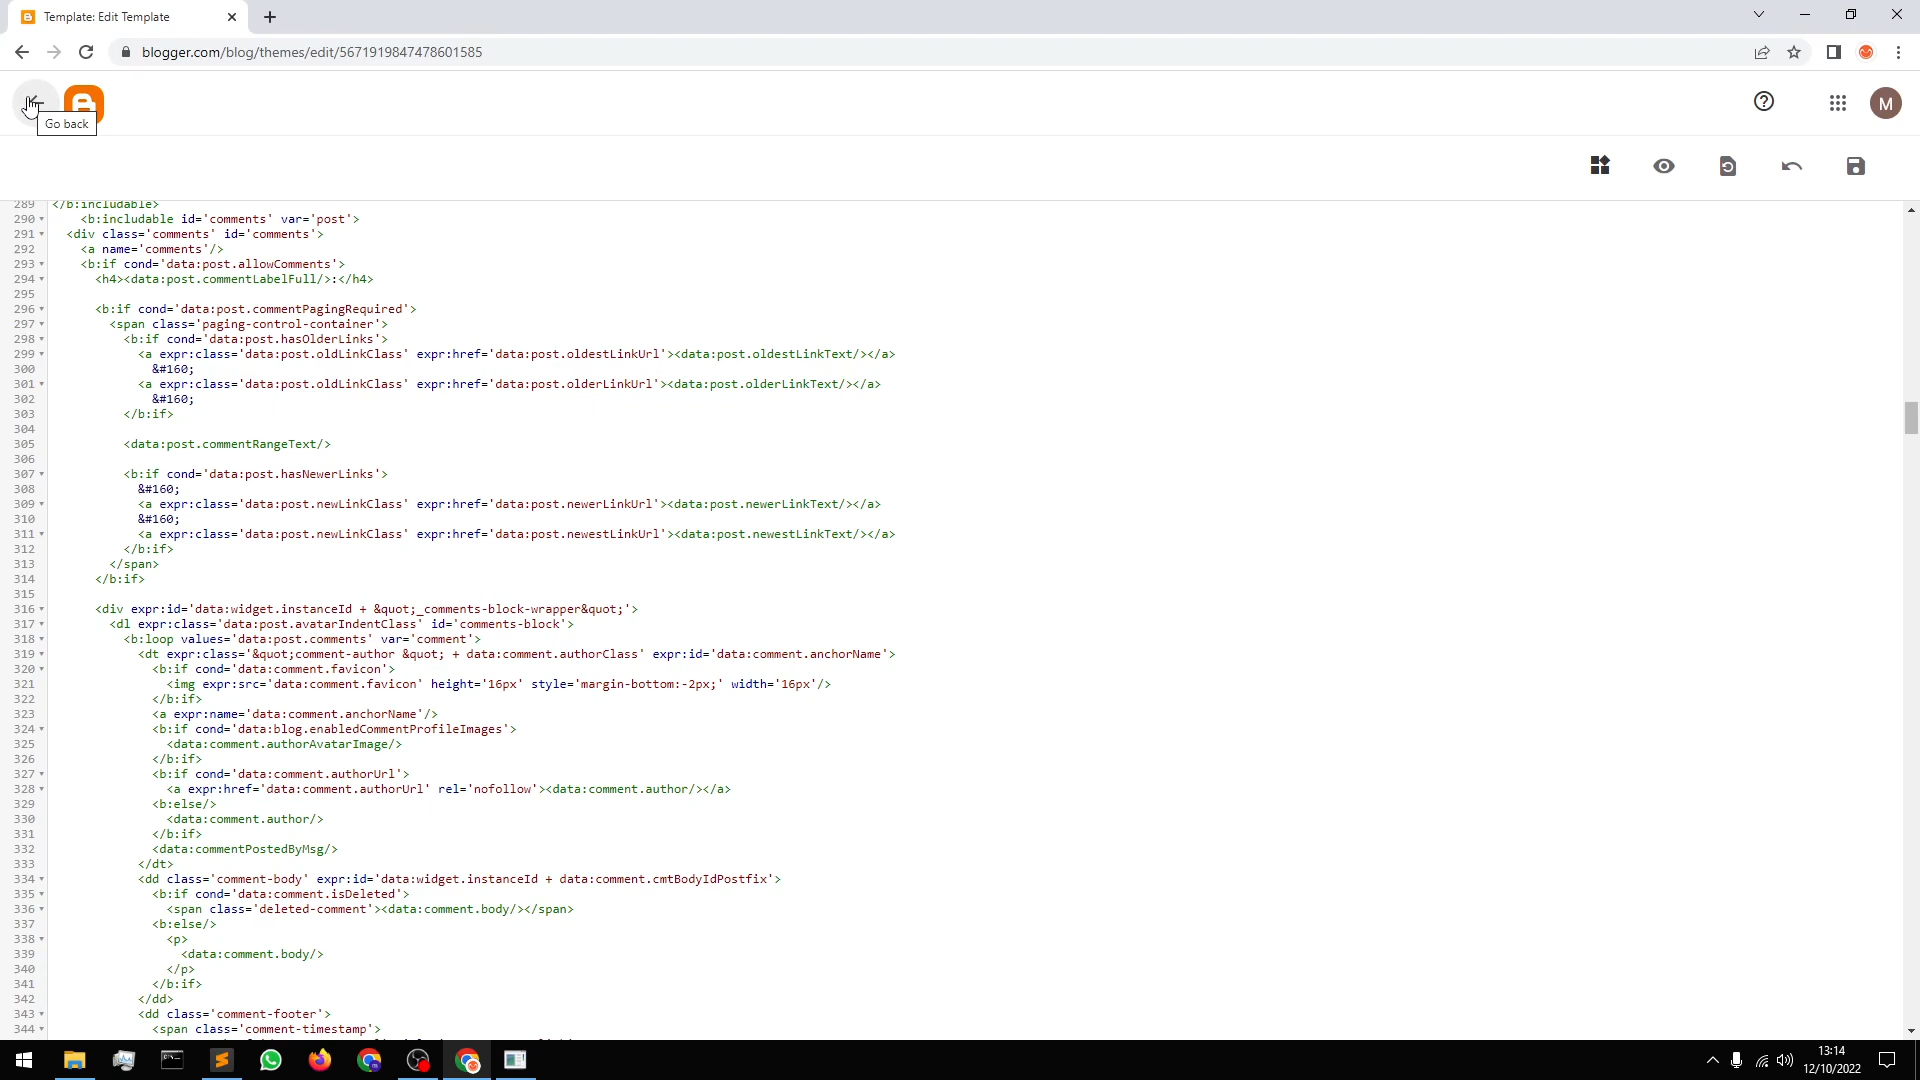 Template: Edit Template
blogger.com/blog/themes/edit/5671919847478601585
M
Go back
289 </b:includable>
290 <b:includable id='comments' var='post'>
291 <div class='comments' id='comments'>
292 <a name='comments'/>
293 <b:if cond='data:post.allowComments'>
294 <h4><data:post.commentLabelFull/>:</h4>
295
296 <b:if cond='data:post.commentPagingRequired'>
297 <span class='paging-control-container'>
298 <b:if cond='data:post.hasOlderLinks'>
299 <a expr:class='data:post.oldLinkClass' expr:href='data:post.oldestLinkUrl'><data:post.oldestLinkText/></a>
300 &#160;
301 <a expr:class='data:post.oldLinkClass' expr:href='data:post.olderLinkUrl'><data:post.olderLinkText/></a>
302 &#160;
303 </b:if>
304
305 <data:post.commentRangeText/>
306
307 <b:if cond='data:post.hasNewerLinks'>
308 &#160;
309 <a expr:class='data:post.newLinkClass' expr:href='data:post.newerLinkUrl'><data:post.newerLinkText/></a>
310 &#160;
311 <a expr:class='data:post.newLinkClass' expr:href='data:post.newestLinkUrl'><data:post.newestLinkText/></a>
312 </b:if>
313 </span>
314 </b:if>
315
316 <div expr:id='data:widget.instanceId + &quot;_comments-block-wrapper&quot;'>
317 <dl expr:class='data:post.avatarIndentClass' id='comments-block'>
318 <b:loop values='data:post.comments' var='comment'>
319 <dt expr:class='&quot;comment-author &quot; + data:comment.authorClass' expr:id='data:comment.anchorName'>
320 <b:if cond='data:comment.favicon'>
321 <img expr:src='data:comment.favicon' height='16px' style='margin-bottom:-2px;' width='16px'/>
322 </b:if>
323 <a expr:name='data:comment.anchorName'/>
324 <b:if cond='data:blog.enabledCommentProfileImages'>
325 <data:comment.authorAvatarImage/>
326 </b:if>
327 <b:if cond='data:comment.authorUrl'>
328 <a expr:href='data:comment.authorUrl' rel='nofollow'><data:comment.author/></a>
329 <b:else/>
330 <data:comment.author/>
331 </b:if>
332 <data:commentPostedByMsg/>
333 </dt>
334 <dd class='comment-body' expr:id='data:widget.instanceId + data:comment.cmtBodyIdPostfix'>
335 <b:if cond='data:comment.isDeleted'>
336 <span class='deleted-comment'><data:comment.body/></span>
337 <b:else/>
338 <p>
339 <data:comment.body/>
340 </p>
341 </b:if>
342 </dd>
343 <dd class='comment-footer'>
344 <span class='comment-timestamp'>
13:14
12/10/2022